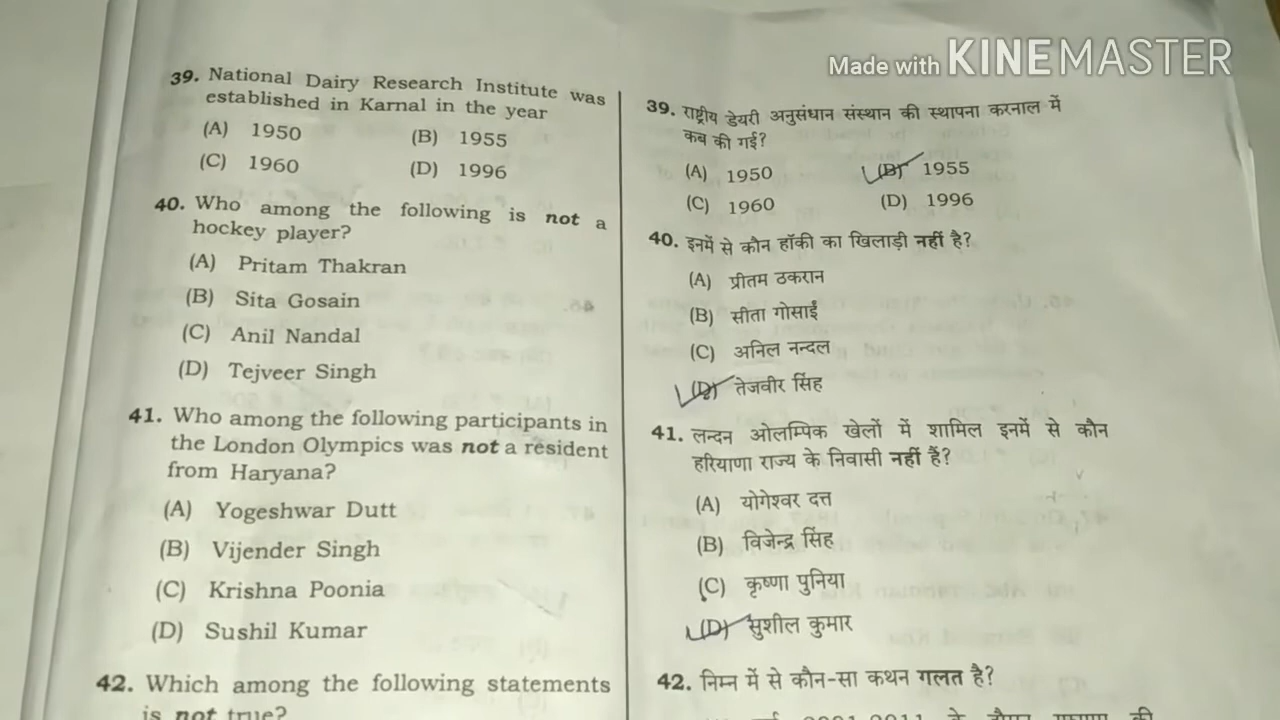 Made with KINEMASTER
39. National Dairy Research Institute was
established in Karnal in the year
(A) 1950 (B) 1955
(C) 1960 (D) 1996
40. Who among the following is not a
hockey player?
(A) Pritam Thakran
(B) Sita Gosain
(C) Anil Nandal
(D) Tejveer Singh
41. Who among the following participants in
the London Olympics was not a resident
from Haryana?
(A) Yogeshwar Dutt
(B) Vijender Singh
(C) Krishna Poonia
(D) Sushil Kumar
42. Which among the following statements
is not true?
39. राष्ट्रीय डेयरी अनुसंधान संस्थान की स्थापना करनाल में
कब की गई?
(A) 1950 (B) 1955
(C) 1960 (D) 1996
40. इनमें से कौन हॉकी का खिलाड़ी नहीं है?
(A) प्रीतम ठकरान
(B) सीता गोसाईं
(C) अनिल नन्दल
(D) तेजवीर सिंह
41. लन्दन ओलम्पिक खेलों में शामिल इनमें से कौन
हरियाणा राज्य के निवासी नहीं हैं?
(A) योगेश्वर दत्त
(B) विजेन्द्र सिंह
(C) कृष्णा पुनिया
(D) सुशील कुमार
42. निम्न में से कौन-सा कथन गलत है?
2001-2011 के दौरान की